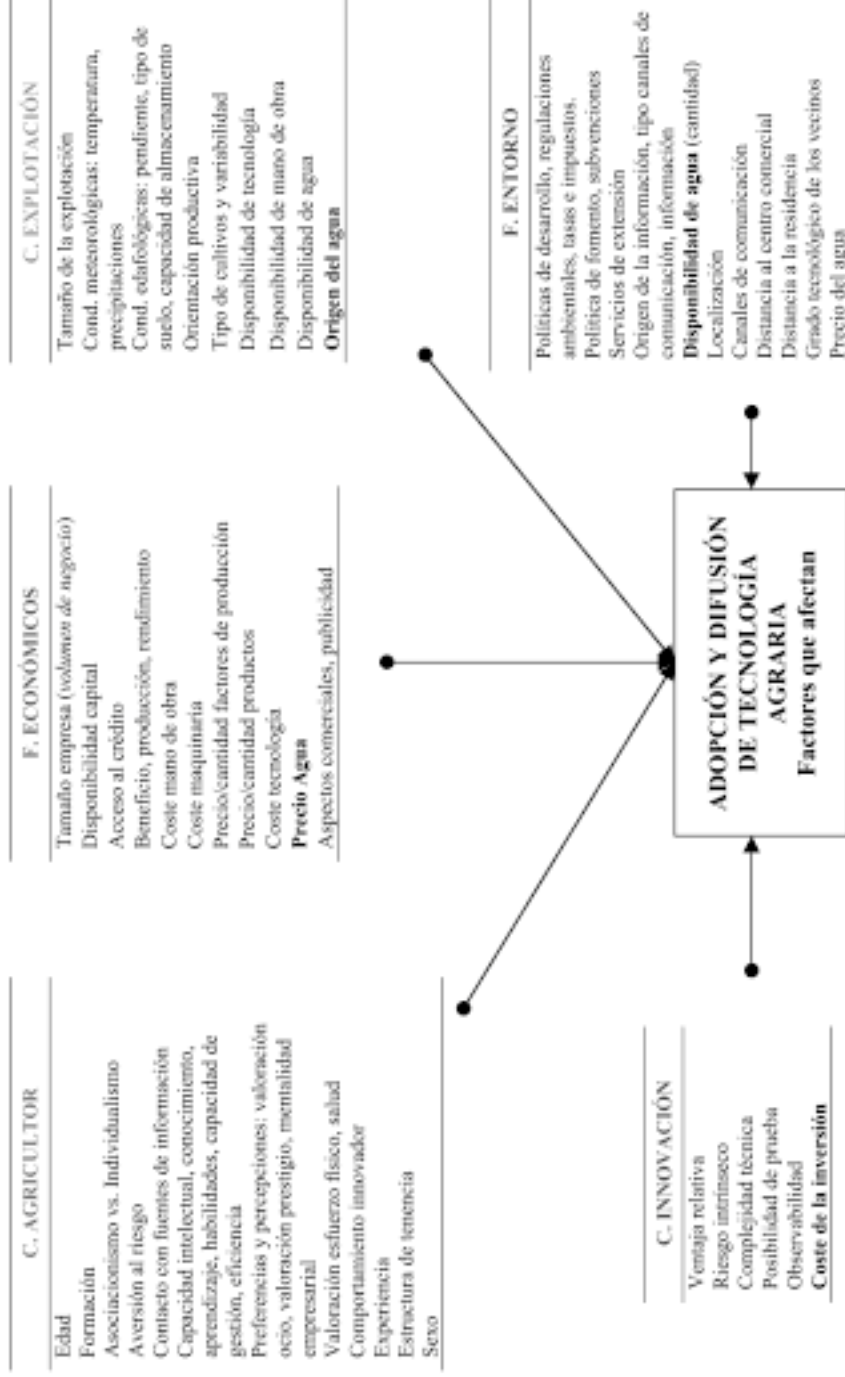 C. AGRICULTOR
Edad
Formación
Asociacionismo vs. Individualismo
Aversión al riesgo
Contacto con fuentes de información
Capacidad intelectual, conocimiento,
aprendizaje, habilidades, capacidad de
gestión, eficiencia
Preferencias y percepciones: valoración
ocio, valoración prestigio, mentalidad
empresarial
Valoración esfuerzo físico, salud
Comportamiento innovador
Experiencia
Estructura de tenencia
Sexo
F. ECONÓMICOS
Tamaño empresa (volumen de negocio)
Disponibilidad capital
Acceso al crédito
Beneficio, producción, rendimiento
Coste mano de obra
Coste maquinaria
Precio/cantidad factores de producción
Precio/cantidad productos
Coste tecnología
Precio Agua
Aspectos comerciales, publicidad
C. EXPLOTACIÓN
Tamaño de la explotación
Cond. meteorológicas: temperatura,
precipitaciones
Cond. edafológicas: pendiente, tipo de
suelo, capacidad de almacenamiento
Orientación productiva
Tipo de cultivos y variabilidad
Disponibilidad de tecnología
Disponibilidad de mano de obra
Disponibilidad de agua
Origen del agua
C. INNOVACIÓN
Ventaja relativa
Riesgo intrínseco
Complejidad técnica
Posibilidad de prueba
Observabilidad
Coste de la inversión
ADOPCIÓN Y DIFUSIÓN
DE TECNOLOGÍA
AGRARIA
Factores que afectan
F. ENTORNO
Políticas de desarrollo, regulaciones
ambientales, tasas e impuestos.
Política de fomento, subvenciones
Servicios de extensión
Origen de la información, tipo canales de
comunicación, información
Disponibilidad de agua (cantidad)
Localización
Canales de comunicación
Distancia al centro comercial
Distancia a la residencia
Grado tecnológico de los vecinos
Precio del agua